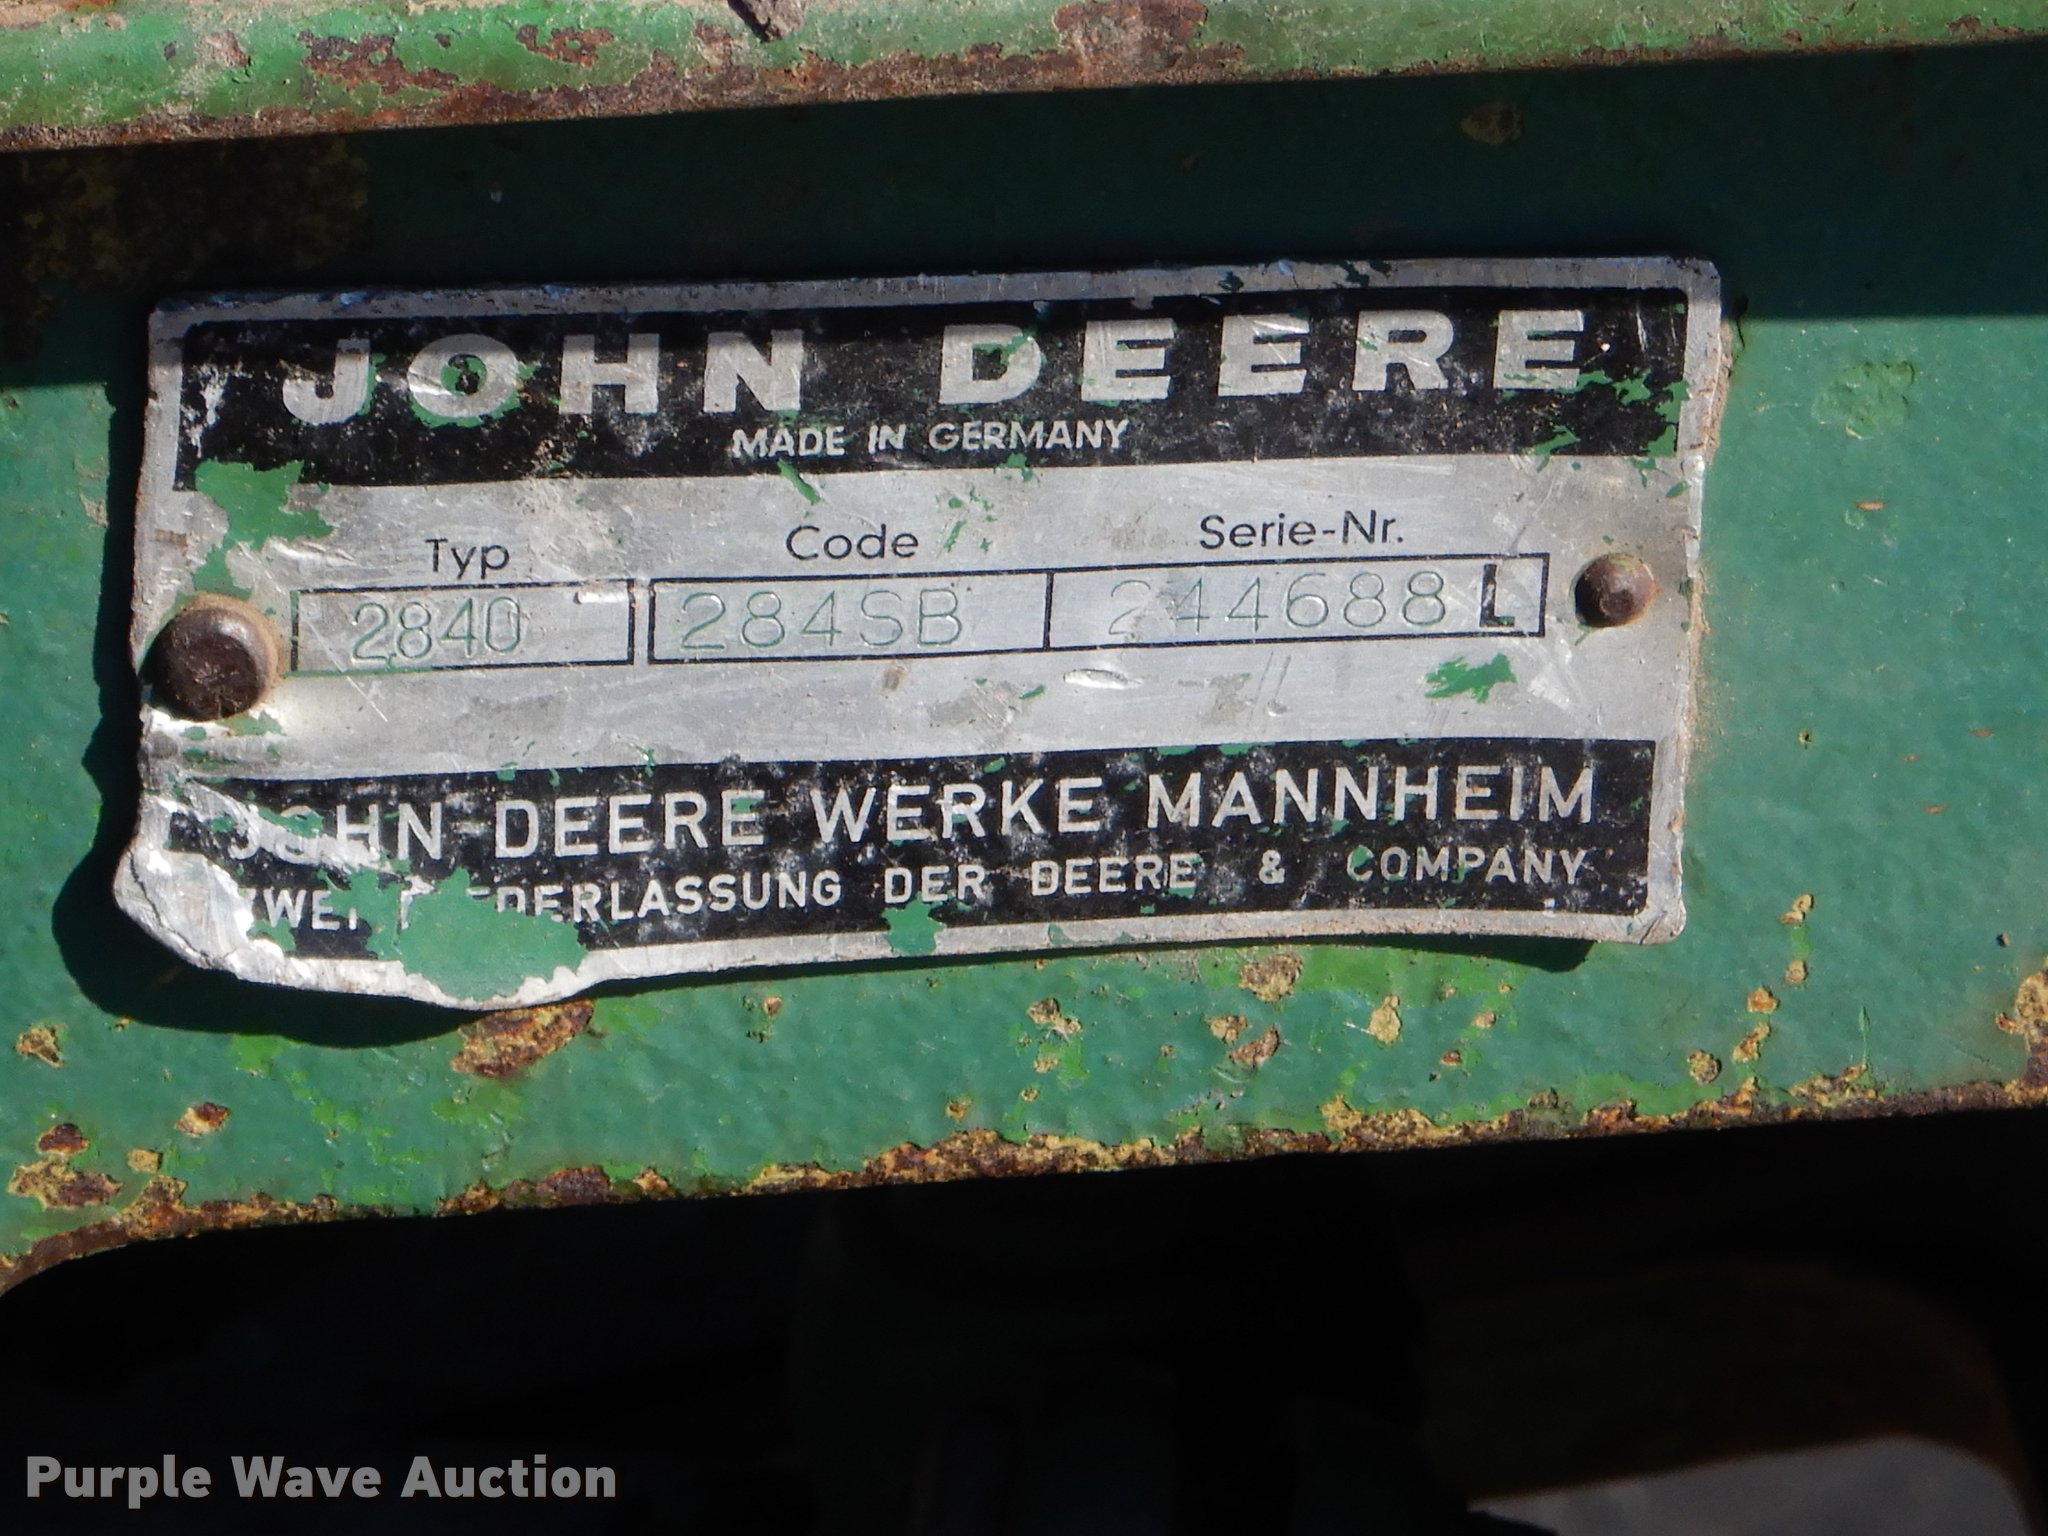 JOHN DEERE
MADE IN GERMANY
Typ Code Serie-Nr.
2840 284SB 244688 L
JOHN DEERE WERKE MANNHEIM
DER DEERE & COMPANY
Purple Wave Auction